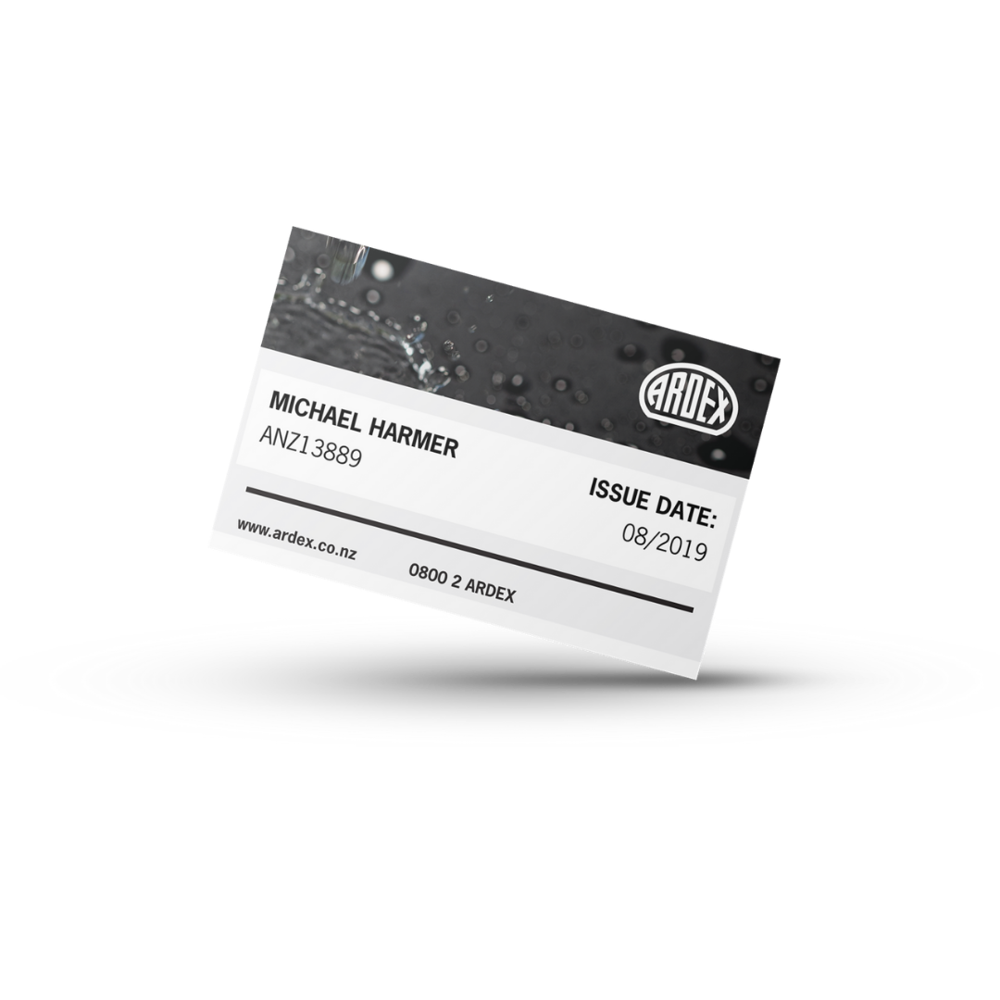 ARDEX
MICHAEL HARMER
ANZ13889
ISSUE DATE:
08/2019
www.ardex.co.nz
0800 2 ARDEX